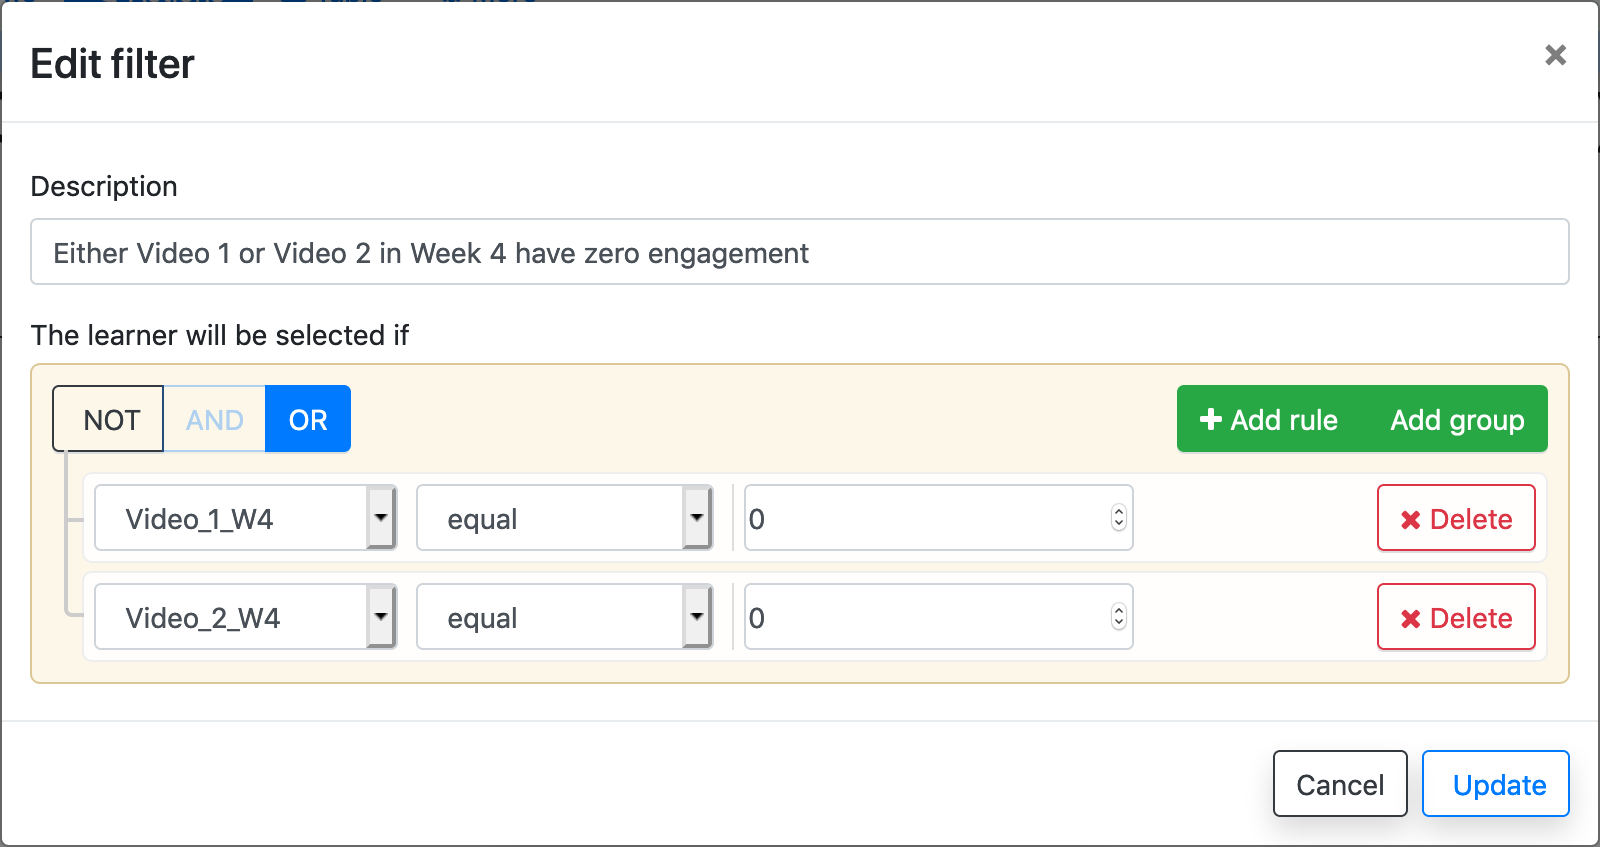 Edit filter
Description
Either Video 1 or Video 2 in Week 4 have zero engagement
The learner will be selected if
NOT AND OR Add rule Add group
Video_1_W4 equal 0 Delete
Video_2_W4 equal 0 Delete
Cancel Update